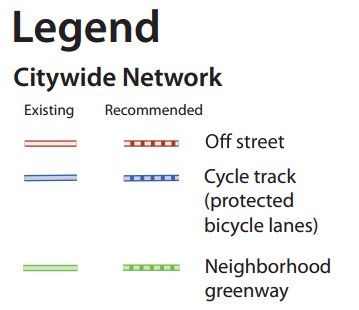 Legend
Citywide Network
Existing Recommended
Off street
Cycle track
(protected
bicycle lanes)
Neighborhood
greenway